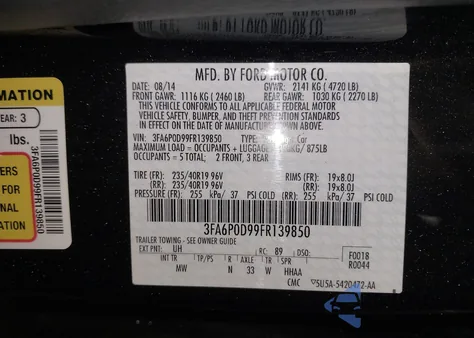 MFD. BY FORD MOTOR CO.
DATE: 08/14 GVWR: 2141 KG ( 4720 LB)
FRONT GAWR: 1116 KG ( 2460 LB) REAR GAWR: 1030 KG ( 2270 LB)
THIS VEHICLE CONFORMS TO ALL APPLICABLE FEDERAL MOTOR
VEHICLE SAFETY, BUMPER, AND THEFT PREVENTION STANDARDS
IN EFFECT ON THE DATE OF MANUFACTURE SHOWN ABOVE.
VIN: 3FA6P0D99FR139850 TYPE: Car
MAXIMUM LOAD = OCCUPANTS + LUGGAGE KG/ 875LB
OCCUPANTS = 5 TOTAL; 2 FRONT, 3 REAR
TIRE (FR): 235/40R19 96V RIMS (FR): 19x8.0J
(RR): 235/40R19 96V (RR): 19x8.0J
PRESSURE (FR): 255 kPa/ 37 PSI COLD (RR): 255 kPa/ 37 PSI COLD
3FA6P0D99FR139850
TRAILER TOWING - SEE OWNER GUIDE
EXT PNT: UH RC: 89 DSO: F0018
R0044
INT TR TP/PS R AXLE TR SPR
MW N 33 W HHAA
CMC 5U5A-5420472-AA
MATION
YEAR: 3
lbs.
ERS
FOR
NAL
ATION
3FA6P0D99FR139850